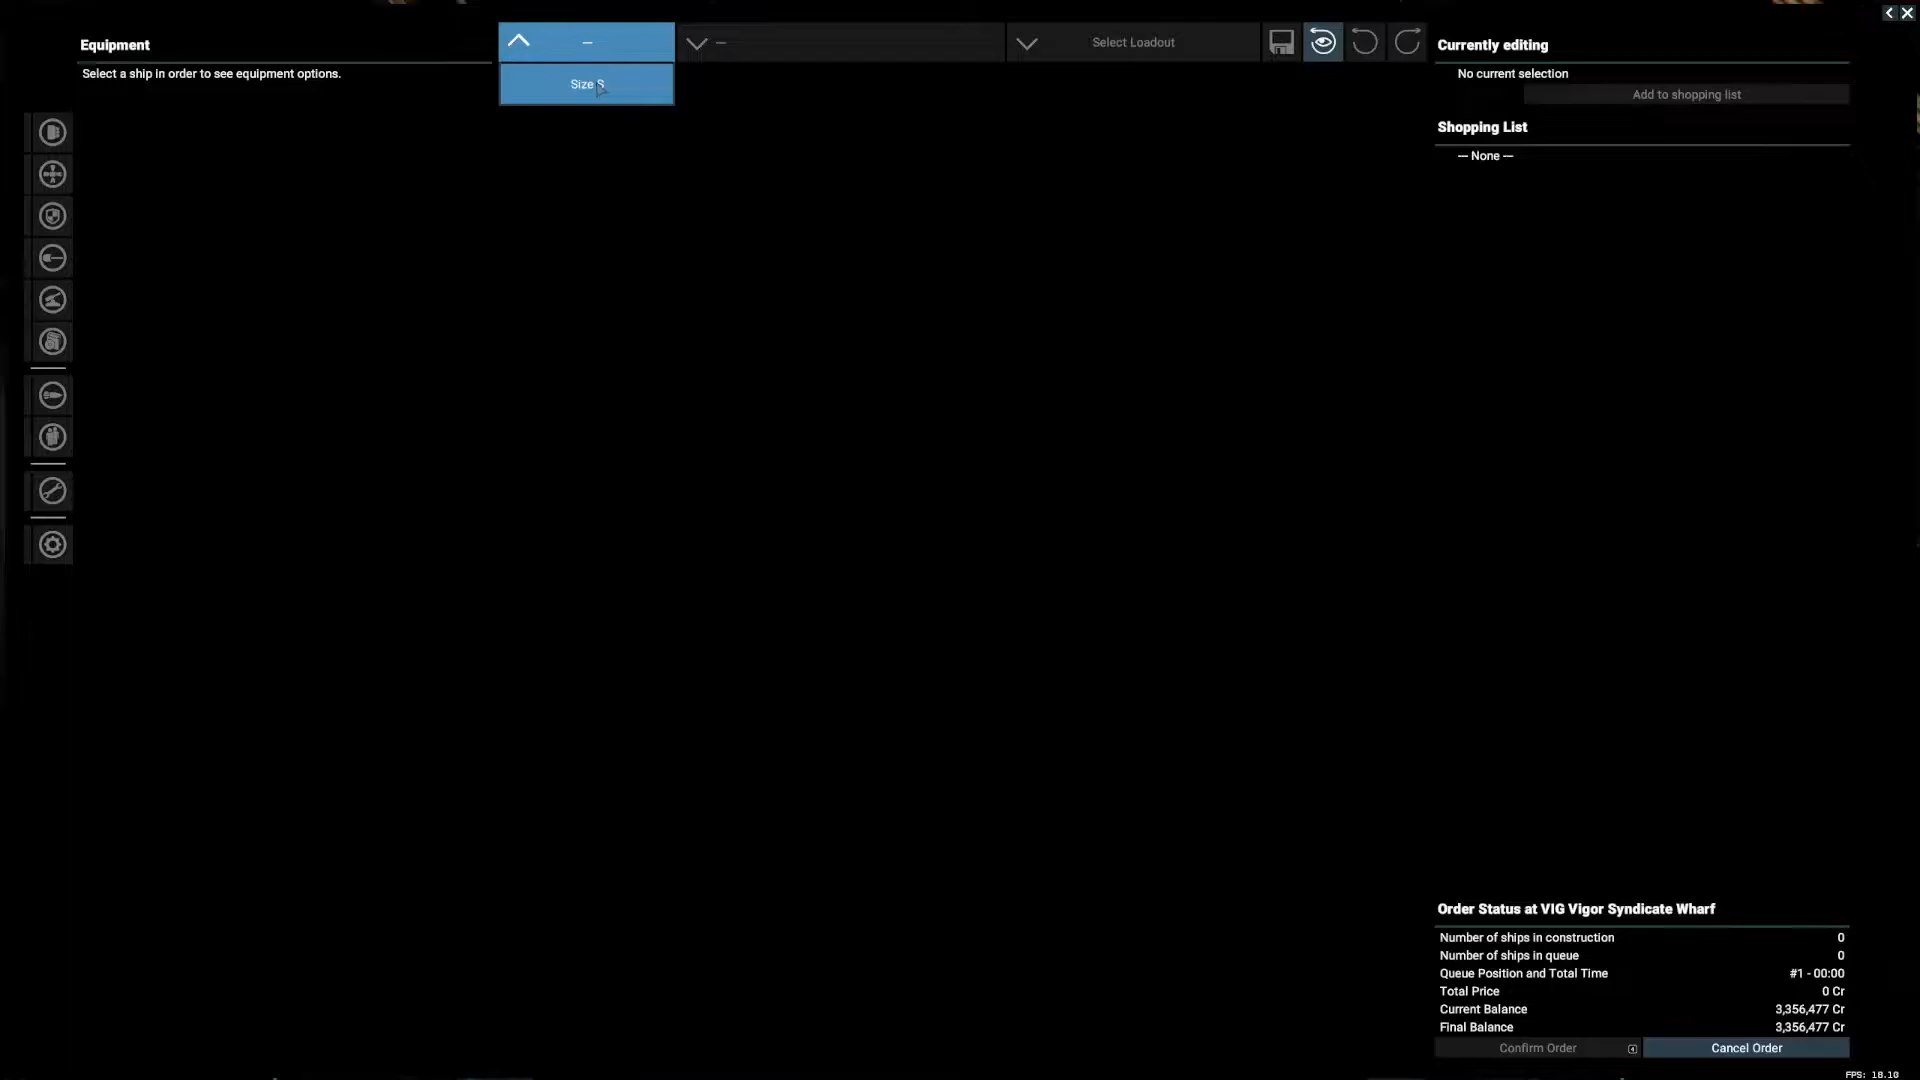 Equipment
Select a ship in order to see equipment options.
—
Size S
—
Select Loadout
Currently editing
No current selection
Add to shopping list
Shopping List
--- None ---
Order Status at VIG Vigor Syndicate Wharf
Number of ships in construction 0
Number of ships in queue 0
Queue Position and Total Time #1 - 00:00
Total Price 0 Cr
Current Balance 3,356,477 Cr
Final Balance 3,356,477 Cr
Confirm Order
Cancel Order
FPS: 18.10